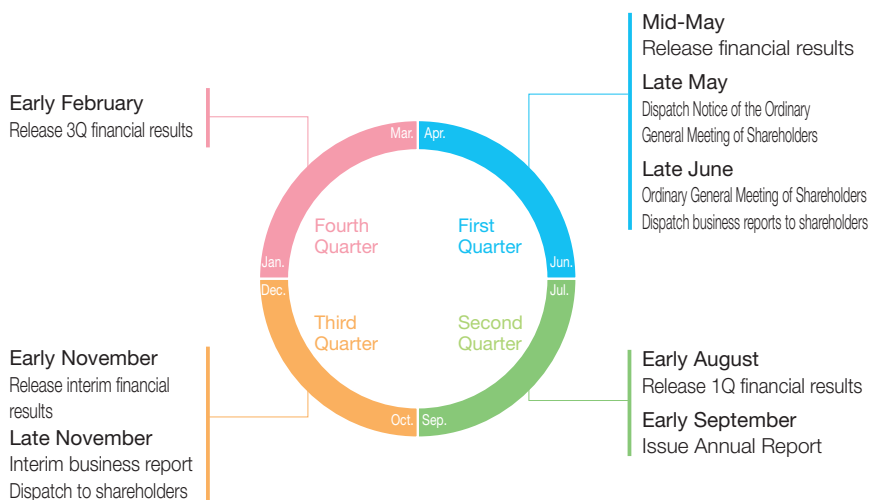 Mid-May
Release financial results
Late May
Dispatch Notice of the Ordinary
General Meeting of Shareholders
Late June
Ordinary General Meeting of Shareholders
Dispatch business reports to shareholders
Early February
Release 3Q financial results
Mar. Apr.
Fourth
Quarter
First
Quarter
Jan.
Jun.
Dec.
Jul.
Third
Quarter
Second
Quarter
Oct. Sep.
Early November
Release interim financial
results
Late November
Interim business report
Dispatch to shareholders
Early August
Release 1Q financial results
Early September
Issue Annual Report